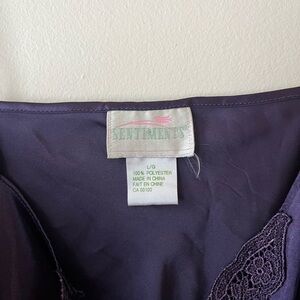 SENTIMENTS
L/G
100% POLYESTER
MADE IN CHINA
FAIT EN CHINE
CA 00100